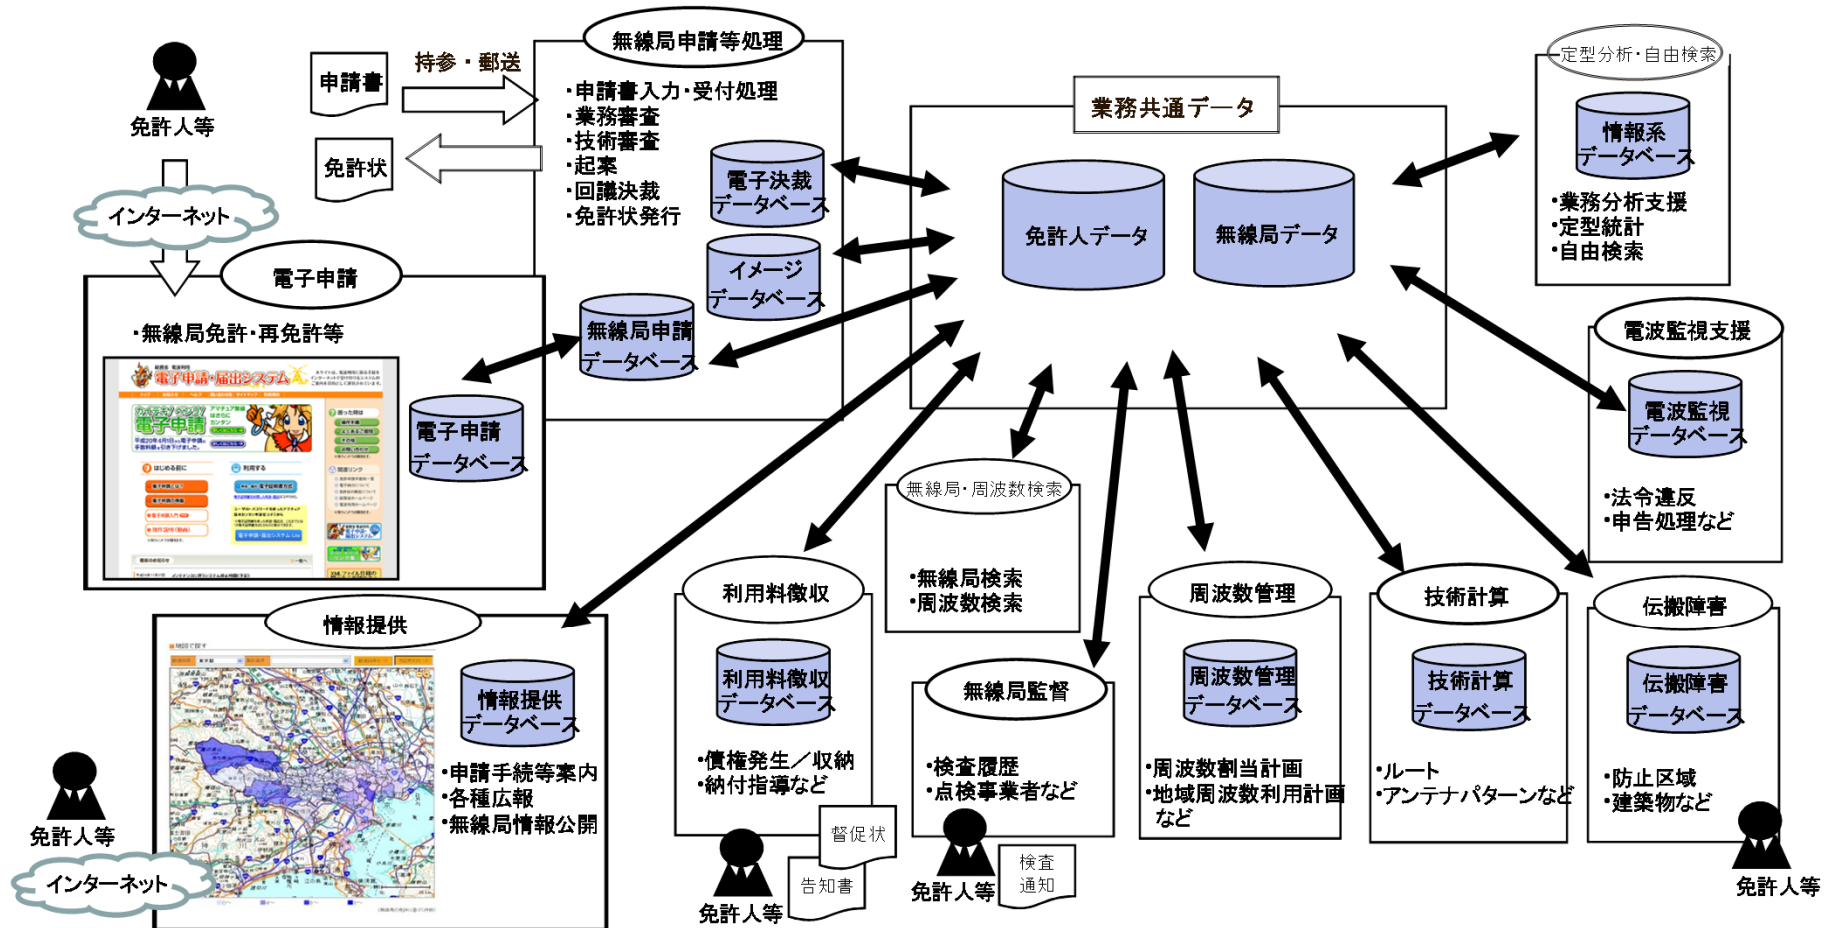 無線局申請等処理
・申請書入力・受付処理
・業務審査
・技術審査
・起案
・回議決裁
・免許状発行
電子決裁
データベース
イメージ
データベース
無線局申請
データベース
免許人等
申請書
持参・郵送
免許状
インターネット
電子申請
・無線局免許・再免許等
電子申請・届出システム
電子申請
はじめる前に
利用する
電子申請
データベース
業務共通データ
免許人データ
無線局データ
定型分析・自由検索
情報系
データベース
・業務分析支援
・定型統計
・自由検索
電波監視支援
電波監視
データベース
・法令違反
・申告処理など
情報提供
地図で探す
情報提供
データベース
・申請手続等案内
・各種広報
・無線局情報公開
免許人等
インターネット
利用料徴収
利用料徴収
データベース
・債権発生／収納
・納付指導など
督促状
告知書
免許人等
無線局・周波数検索
・無線局検索
・周波数検索
無線局監督
・検査履歴
・点検事業者など
免許人等
検査
通知
周波数管理
周波数管理
データベース
・周波数割当計画
・地域周波数利用計画
など
技術計算
技術計算
データベース
・ルート
・アンテナパターンなど
伝搬障害
伝搬障害
データベース
・防止区域
・建築物など
免許人等